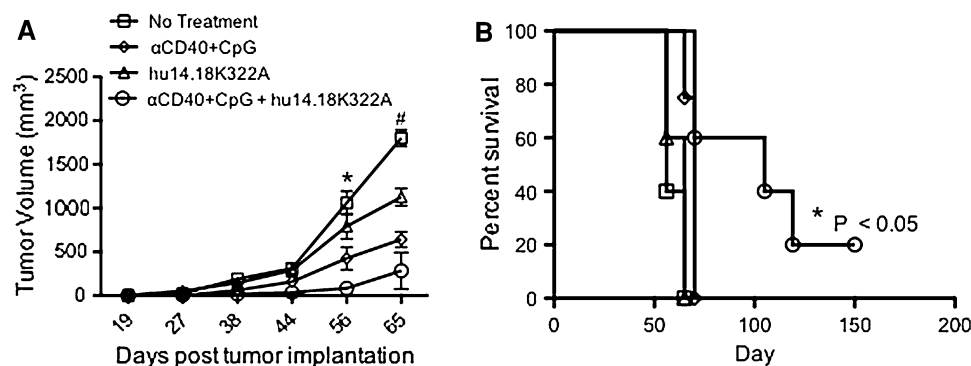 A
No Treatment
αCD40+CpG
hu14.18K322A
αCD40+CpG + hu14.18K322A
Tumor Volume (mm³)
2500
2000
1500
1000
500
0
*
#
19 27 38 44 56 65
Days post tumor implantation
B
Percent survival
100
80
60
40
20
0
* P < 0.05
0 50 100 150 200
Day